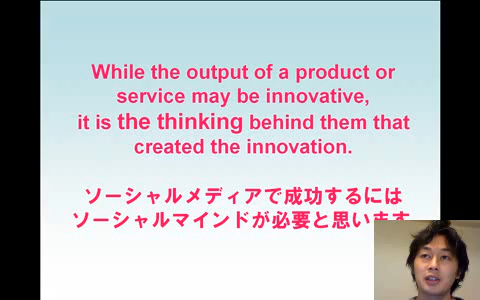 While the output of a product or
service may be innovative,
it is the thinking behind them that
created the innovation.
ソーシャルメディアで成功するには
ソーシャルマインドが必要と思います